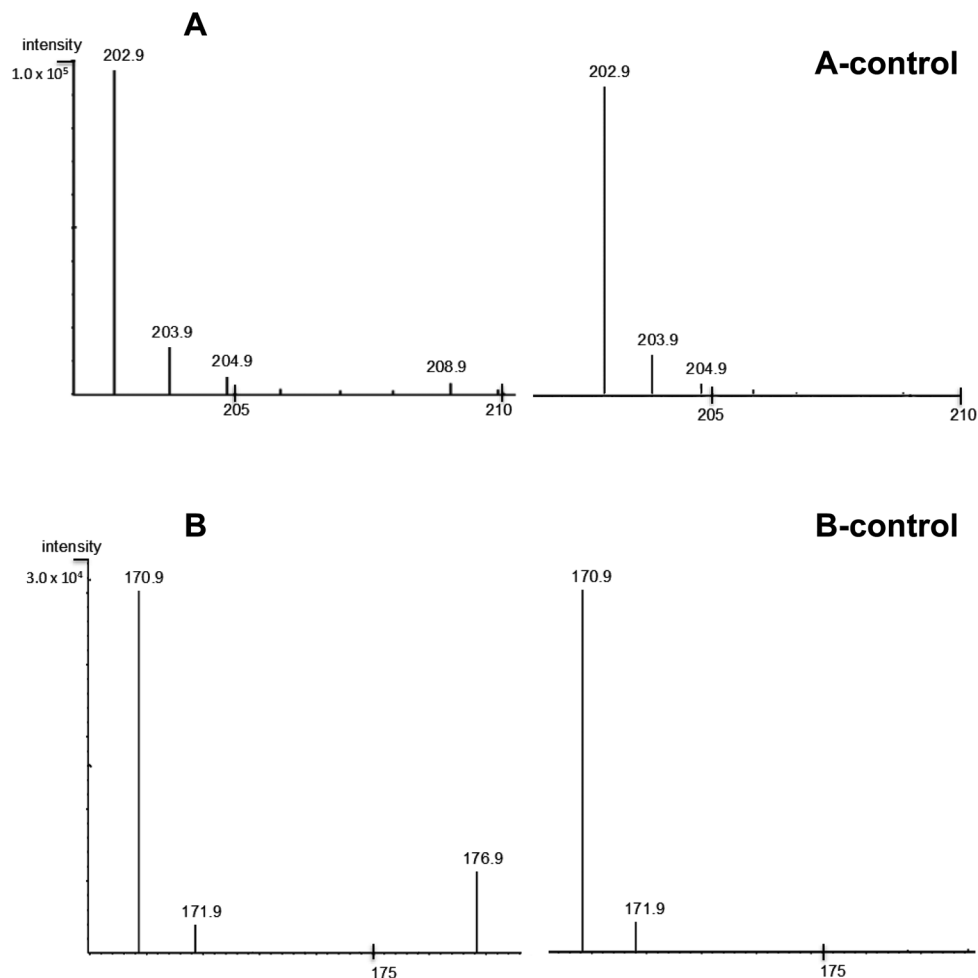 A
intensity
1.0 x 10⁵
202.9
203.9
204.9
208.9
205
210
A-control
202.9
203.9
204.9
205
210
B
intensity
3.0 x 10⁴
170.9
171.9
176.9
175
B-control
170.9
171.9
175